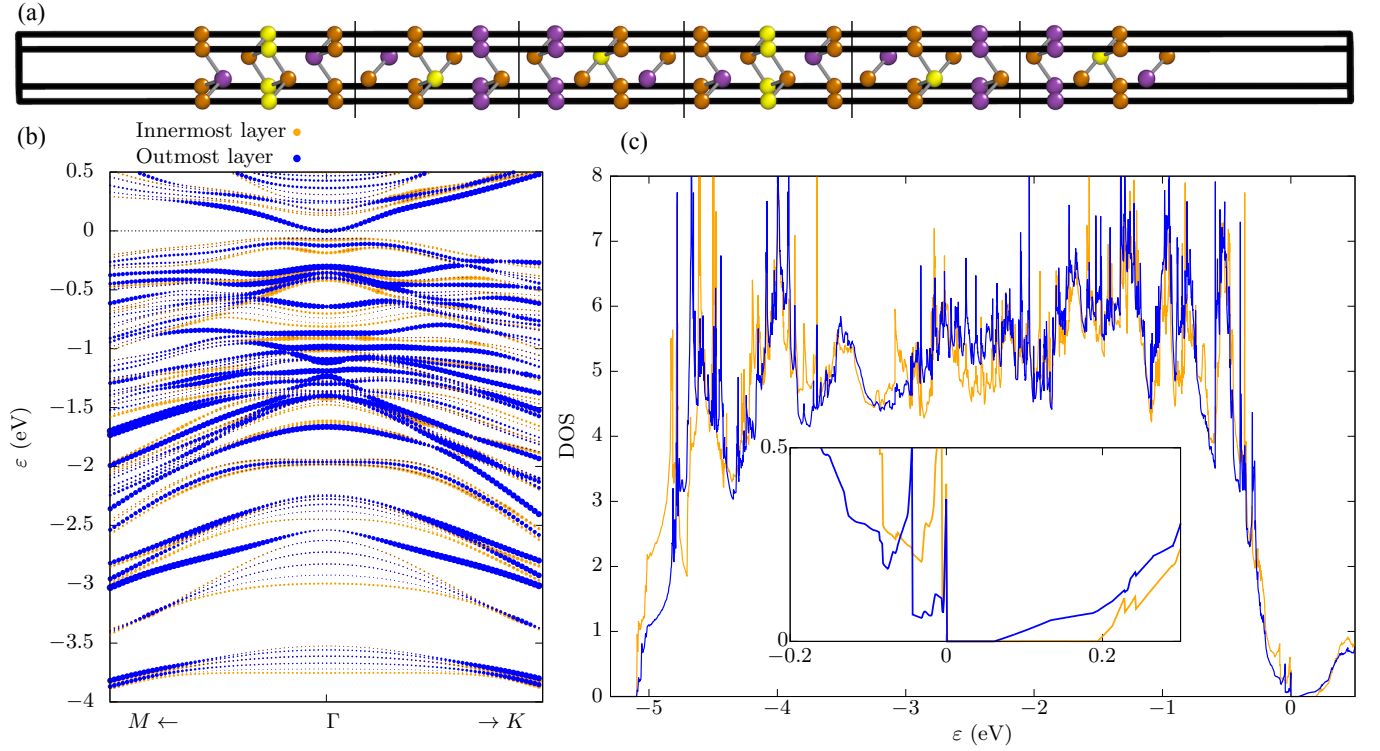 (a)
(b)
Innermost layer
Outmost layer
ε (eV)
0.5
0
−0.5
−1
−1.5
−2
−2.5
−3
−3.5
−4
M ←
Γ
→ K
(c)
DOS
8
7
6
5
4
3
2
1
0
−5
−4
−3
−2
−1
0
ε (eV)
0.5
0
−0.2
0
0.2